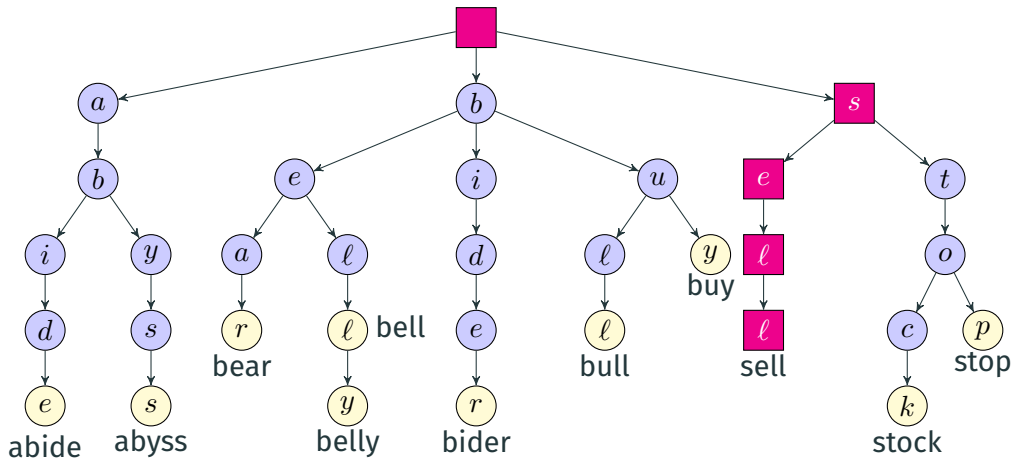 a b s
b e i u e t
i y a ℓ d ℓ y ℓ o
buy
d s r ℓ bell e ℓ ℓ c p
bear bull sell stop
e s y r k
abide abyss belly bider stock